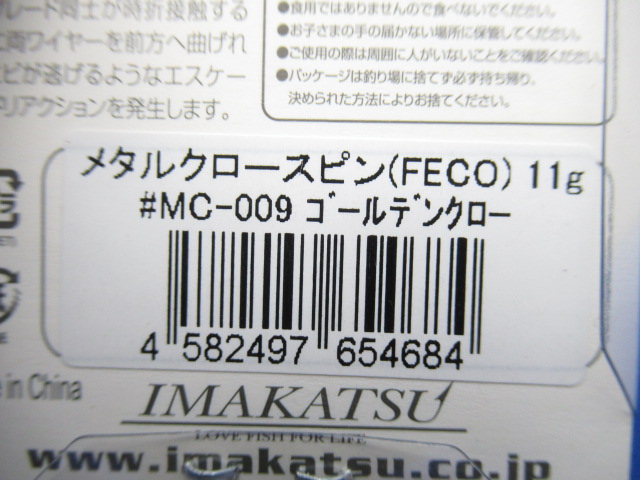 レード同士が時折接触する
上両ワイヤーを前方へ曲げれ
ビが逃げるようなエスケー
リアクションを発生します。
●食用ではありませんので食べないでください。
●お子さまの手の届かない場所に保管してください。
●ご使用の際は周囲に人がいないことをご確認ください。
●パッケージは釣り場に捨てず必ず持ち帰り、
決められた方法によりお捨てください。
メタルクロースピン(FECO) 11g
#MC-009 ゴールデンクロー
4 582497 654684
in China
IMAKATSU
LOVE FISH FOR LIFE
www.imakatsu.co.jp